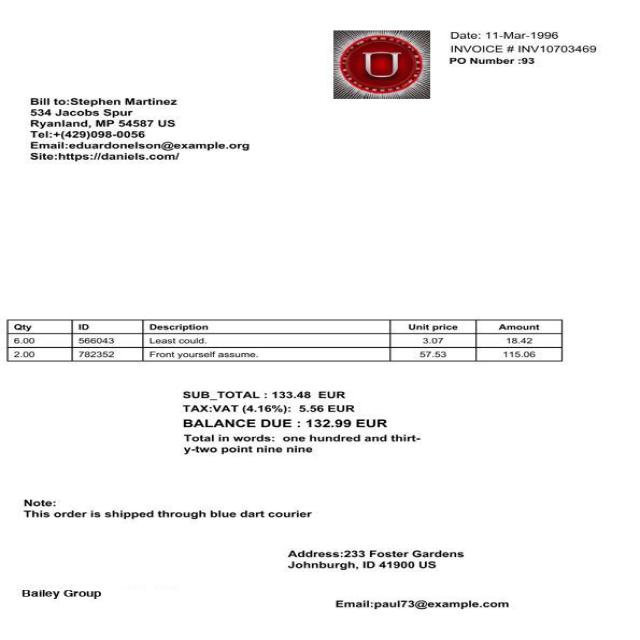 U
Date: 11-Mar-1996
INVOICE # INV10703469
PO Number :93
Bill to:Stephen Martinez
534 Jacobs Spur
Ryanland, MP 54587 US
Tel:+(429)098-0056
Email:eduardonelson@example.org
Site:https://daniels.com/
Qty ID Description Unit price Amount
6.00 566043 Least could. 3.07 18.42
2.00 782352 Front yourself assume. 57.53 115.06
SUB_TOTAL : 133.48 EUR
TAX:VAT (4.16%): 5.56 EUR
BALANCE DUE : 132.99 EUR
Total in words: one hundred and thirt-
y-two point nine nine
Note:
This order is shipped through blue dart courier
Address:233 Foster Gardens
Johnburgh, ID 41900 US
Bailey Group
Email:paul73@example.com